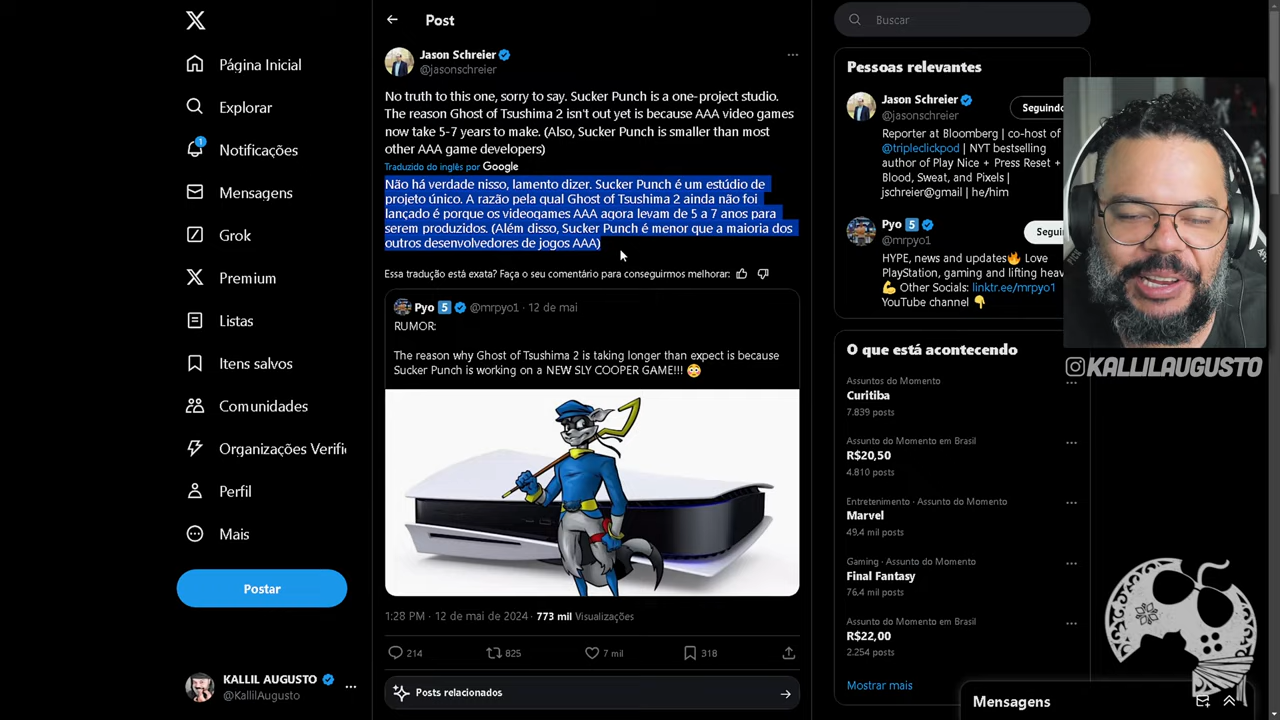 Post
Buscar
Página Inicial
Explorar
1
Notificações
Mensagens
Grok
Premium
Listas
Itens salvos
Comunidades
Organizações Verifi
Perfil
Mais
Postar
KALLIL AUGUSTO
@KallilAugusto
Jason Schreier
@jasonschreier
No truth to this one, sorry to say. Sucker Punch is a one-project studio.
The reason Ghost of Tsushima 2 isn't out yet is because AAA video games
now take 5-7 years to make. (Also, Sucker Punch is smaller than most
other AAA game developers)
Traduzido do inglês por Google
Não há verdade nisso, lamento dizer. Sucker Punch é um estúdio de
projeto único. A razão pela qual Ghost of Tsushima 2 ainda não foi
lançado é porque os videogames AAA agora levam de 5 a 7 anos para
serem produzidos. (Além disso, Sucker Punch é menor que a maioria dos
outros desenvolvedores de jogos AAA)
Essa tradução está exata? Faça o seu comentário para conseguirmos melhorar:
Pyo 5 @mrpyo1 · 12 de mai
RUMOR:
The reason why Ghost of Tsushima 2 is taking longer than expect is because
Sucker Punch is working on a NEW SLY COOPER GAME!!!
1:28 PM · 12 de mai de 2024 · 773 mil Visualizações
214 825 7 mil 318
Posts relacionados
Pessoas relevantes
Jason Schreier
@jasonschreier
Seguindo
Reporter at Bloomberg | co-host of
@tripleclickpod | NYT bestselling
author of Play Nice + Press Reset +
Blood, Sweat, and Pixels |
jschreier@gmail | he/him
Pyo 5
@mrpyo1
Segui
HYPE, news and updates🔥 Love
PlayStation, gaming and lifting heav
Other Socials: linktr.ee/mrpyo1
YouTube channel
O que está acontecendo
Assuntos do Momento
Curitiba
7.839 posts
Assunto do Momento em Brasil
R$20,50
4.810 posts
Entretenimento · Assunto do Momento
Marvel
49,4 mil posts
Gaming · Assunto do Momento
Final Fantasy
76,4 mil posts
Assunto do Momento em Brasil
R$22,00
2.254 posts
Mostrar mais
KALLILAUGUSTO
Mensagens